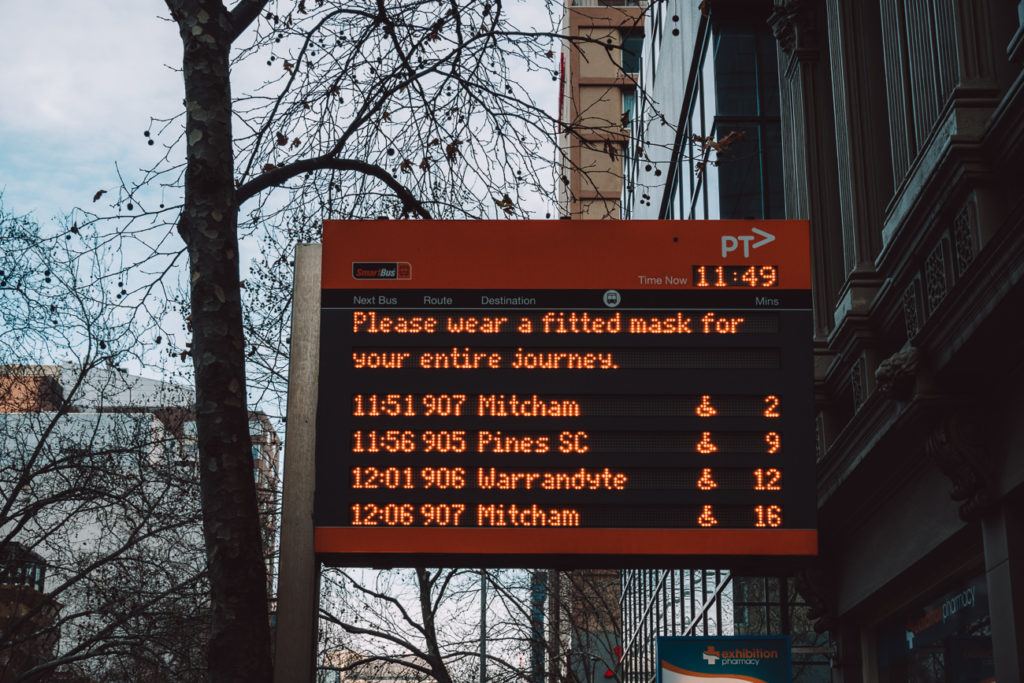 PT>
SmartBus
Time Now 11:49
Next Bus Route Destination Mins
Please wear a fitted mask for
your entire journey.
11:51 907 Mitcham 2
11:56 905 Pines SC 9
12:01 906 Warrandyte 12
12:06 907 Mitcham 16
exhibition pharmacy
exhibition
pharmacy